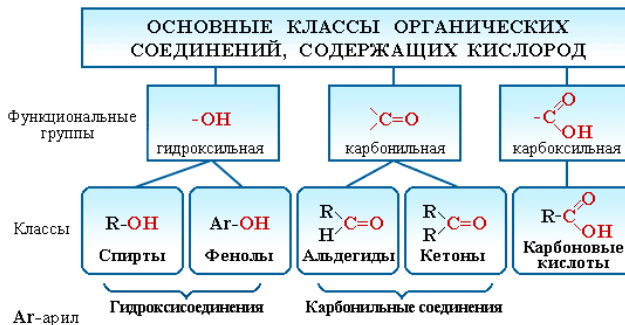 ОСНОВНЫЕ КЛАССЫ ОРГАНИЧЕСКИХ
СОЕДИНЕНИЙ, СОДЕРЖАЩИХ КИСЛОРОД
Функциональные
группы
-OH
гидроксильная
C=O
карбонильная
-C
O
OH
карбоксильная
Классы
R-OH
Спирты
Ar-OH
Фенолы
R
H
C=O
Альдегиды
R
R
C=O
Кетоны
R-C
O
OH
Карбоновые
кислоты
Гидроксисоединения
Карбонильные соединения
Ar-арил